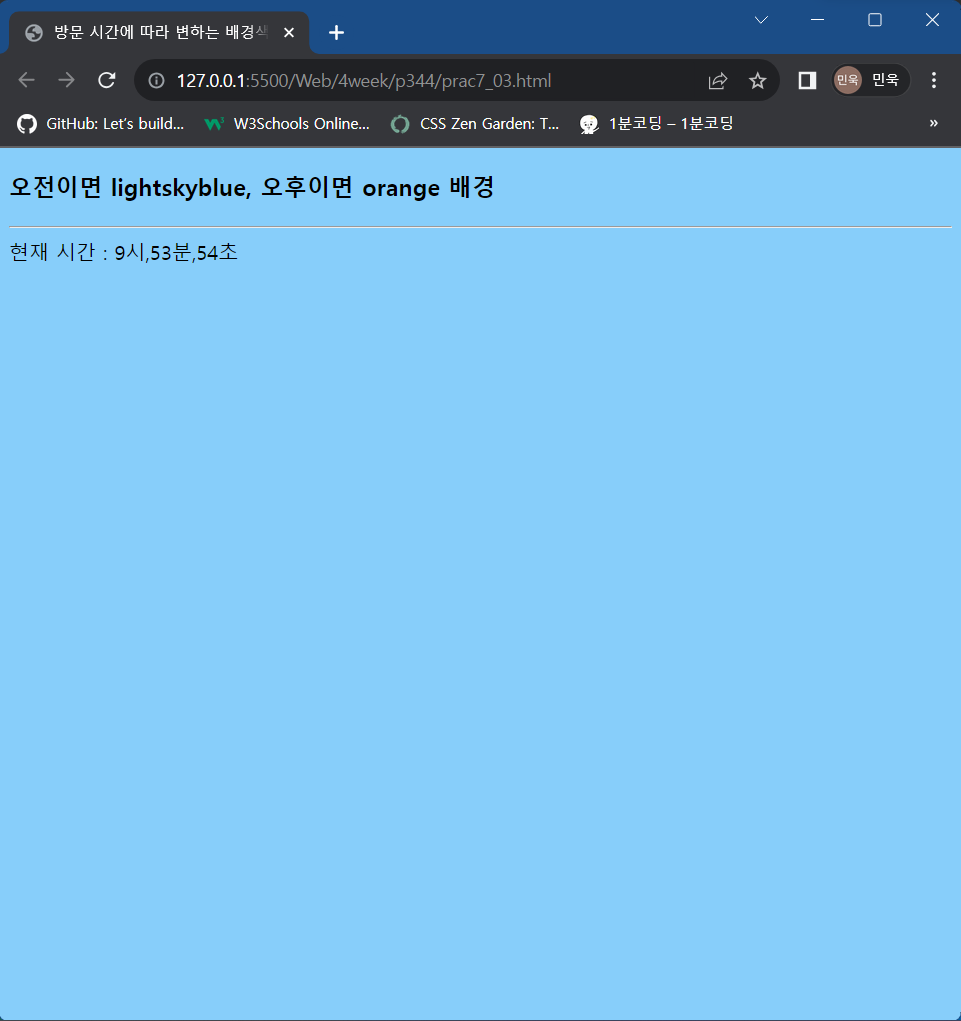 방문 시간에 따라 변하는 배경색
127.0.0.1:5500/Web/4week/p344/prac7_03.html
민욱 민욱
GitHub: Let's build... W3Schools Online... CSS Zen Garden: T... 1분코딩 – 1분코딩 »
오전이면 lightskyblue, 오후이면 orange 배경
현재 시간 : 9시,53분,54초